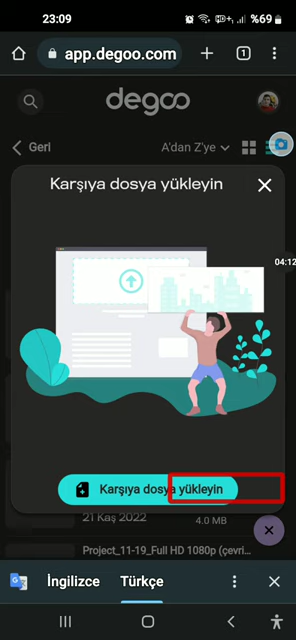 23:09
%69
app.degoo.com
1
degoo
Geri
A'dan Z'ye
Karşıya dosya yükleyin
04:12
Karşıya dosya yükleyin
21 Kas 2022
4.0 MB
Project_11-19_Full HD 1080p (çevri...
İngilizce
Türkçe